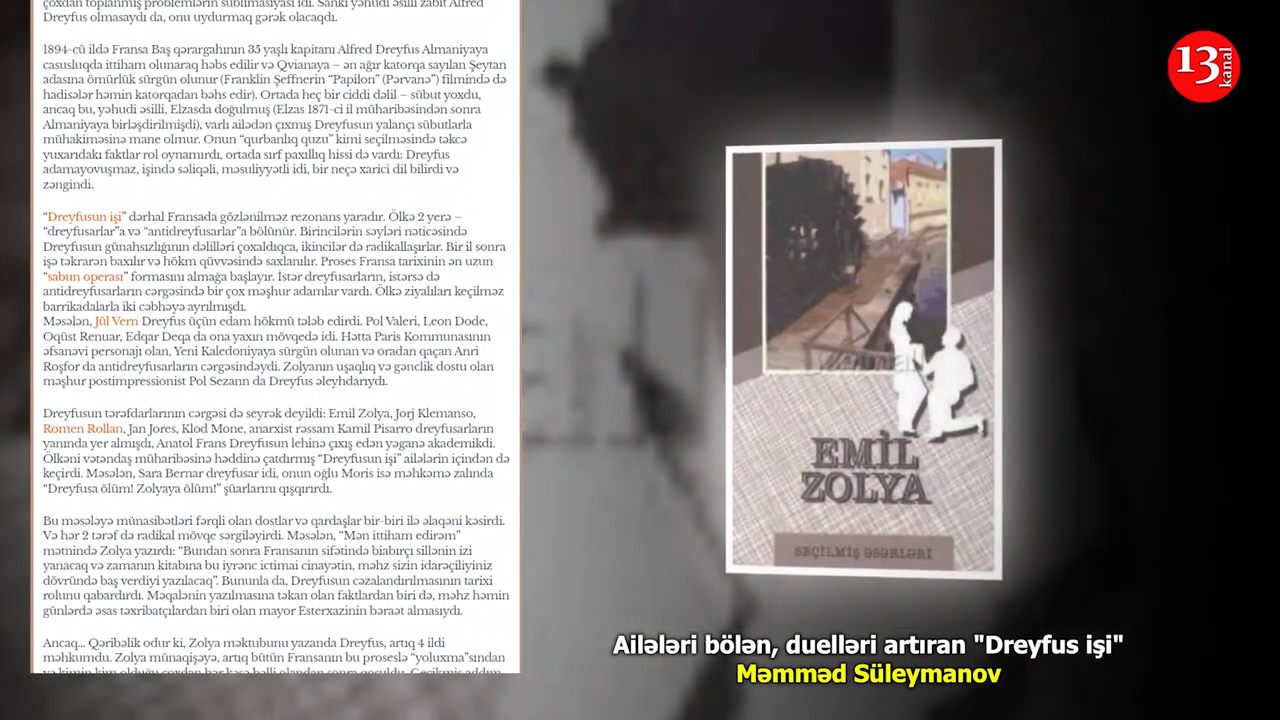 çoxdan toplanmış problemlərin sublimasiyası idi. Sanki yəhudi əsilli zabit Alfred
Dreyfus olmasaydı da, onu uydurmaq gərək olacaqdı.
1894-cü ildə Fransa Baş qərargahının 35 yaşlı kapitanı Alfred Dreyfus Almaniyaya
casusluqda ittiham olunaraq həbs edilir və Qvianaya – ən ağır katorqa sayılan Şeytan
adasına ömürlük sürgün olunur (Franklin Şeffnerin “Papilon” (Pərvanə”) filmində də
hadisələr həmin katorqadan bəhs edir). Ortada heç bir ciddi dəlil – sübut yoxdu,
ancaq bu, yəhudi əsilli, Elzasda doğulmuş (Elzas 1871-ci il müharibəsindən sonra
Almaniyaya birləşdirilmişdi), varlı ailədən çıxmış Dreyfusun yalançı sübutlarla
mühakiməsinə mane olmur. Onun “qurbanlıq quzu” kimi seçilməsində təkcə
yuxarıdakı faktlar rol oynamırdı, ortada sırf paxıllıq hissi də vardı: Dreyfus
adamayovuşmaz, işində səliqəli, məsuliyyətli idi, bir neçə xarici dil bilirdi və
zəngindi.
“Dreyfusun işi” dərhal Fransada gözlənilməz rezonans yaradır. Ölkə 2 yerə –
“dreyfusarlar”a və “antidreyfusarlar”a bölünür. Birincilərin səyləri nəticəsində
Dreyfusun günahsızlığının dəlilləri çoxaldıqca, ikincilər də radikallaşırlar. Bir il sonra
işə təkrarən baxılır və hökm qüvvəsində saxlanılır. Proses Fransa tarixinin ən uzun
“sabun operası” formasını almağa başlayır. İstər dreyfusarların, istərsə də
antidreyfusarların cərgəsində bir çox məşhur adamlar vardı. Ölkə ziyalıları keçilməz
barrikadalarla iki cəbhəyə ayrılmışdı.
Məsələn, Jül Vern Dreyfus üçün edam hökmü tələb edirdi. Pol Valeri, Leon Dode,
Oqüst Renuar, Edqar Deqa da ona yaxın mövqedə idi. Hətta Paris Kommunasının
əfsanəvi personajı olan, Yeni Kaledoniyaya sürgün olunan və oradan qaçan Anri
Roşfor da antidreyfusarların cərgəsindəydi. Zolyanın uşaqlıq və gənclik dostu olan
məşhur postimpressionist Pol Sezann da Dreyfus əleyhdarıydı.
Dreyfusun tərəfdarlarının cərgəsi də seyrək deyildi: Emil Zolya, Jorj Klemanso,
Romen Rollan, Jan Jores, Klod Mone, anarxist rəssam Kamil Pisarro dreyfusarların
yanında yer almışdı, Anatol Frans Dreyfusun lehinə çıxış edən yəganə akademikdi.
Ölkəni vətəndaş müharibəsinə həddinə çatdırmış “Dreyfusun işi” ailələrin içindən də
keçirdi. Məsələn, Sara Bernar dreyfusar idi, onun oğlu Moris isə məhkəmə zalında
“Dreyfusa ölüm! Zolyaya ölüm!” şüarlarını qışqırırdı.
Bu məsələyə münasibətləri fərqli olan dostlar və qardaşlar bir-biri ilə əlaqəni kəsirdi.
Və hər 2 tərəf də radikal mövqe sərgiləyirdi. Məsələn, “Mən ittiham edirəm”
mətnində Zolya yazırdı: “Bundan sonra Fransanın sifətində biabırçı sillənin izi
yanacaq və zamanın kitabına bu iyrənc ictimai cinayətin, məhz sizin idarəçiliyiniz
dövründə baş verdiyi yazılacaq”. Bununla da, Dreyfusun cəzalandırılmasının tarixi
rolunu qabardırdı. Məqalənin yazılmasına təkan olan faktlardan biri də, məhz həmin
günlərdə əsas təxribatçılardan biri olan mayor Esterxazinin bəraət almasıydı.
Ancaq... Qəribəlik odur ki, Zolya məktubunu yazanda Dreyfus, artıq 4 ildi
məhkumdu. Zolya münaqişəyə, artıq bütün Fransanın bu proseslə “yoluxma”sından
13
kanal
EMİL
ZOLYA
SEÇİLMİŞ ƏSƏRLƏRİ
Ailələri bölən, duelləri artıran "Dreyfus işi"
Məmməd Süleymanov